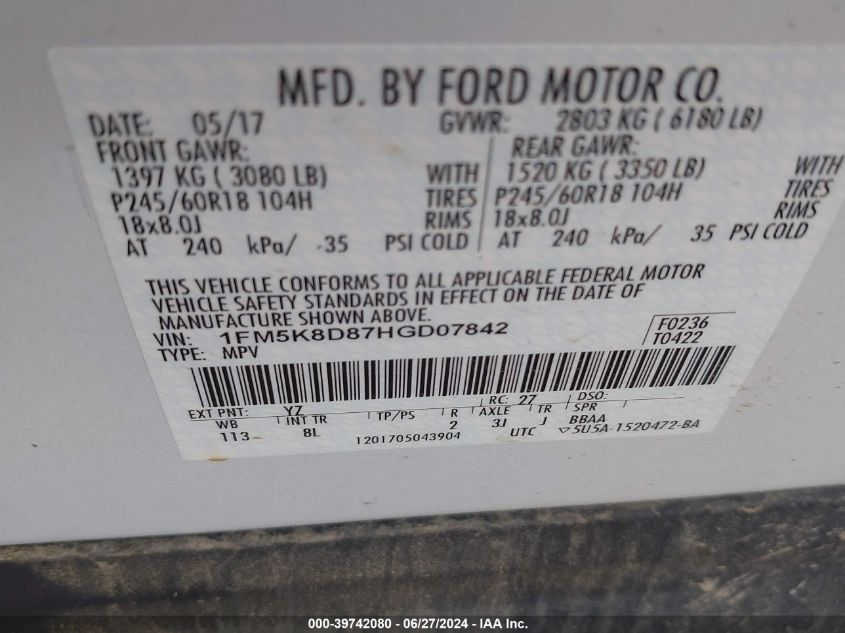 MFD. BY FORD MOTOR CO.
DATE: 05/17 GVWR: 2803 KG ( 6180 LB)
FRONT GAWR: REAR GAWR:
1397 KG ( 3080 LB) WITH 1520 KG ( 3350 LB) WITH
P245/60R18 104H TIRES P245/60R18 104H TIRES
18x8.0J RIMS 18x8.0J RIMS
AT 240 kPa/ 35 PSI COLD AT 240 kPa/ 35 PSI COLD
THIS VEHICLE CONFORMS TO ALL APPLICABLE FEDERAL MOTOR
VEHICLE SAFETY STANDARDS IN EFFECT ON THE DATE OF
MANUFACTURE SHOWN ABOVE.
VIN: 1FM5K8D87HGD07842 F0236
TYPE: MPV T0422
EXT PNT: YZ RC: 27 DSO:
WB INT TR TP/PS R AXLE TR SPR
113 8L 2 3J J BBAA
1201705043904 UTC ▽5U5A-1520472-BA
000-39742080 - 06/27/2024 - IAA Inc.